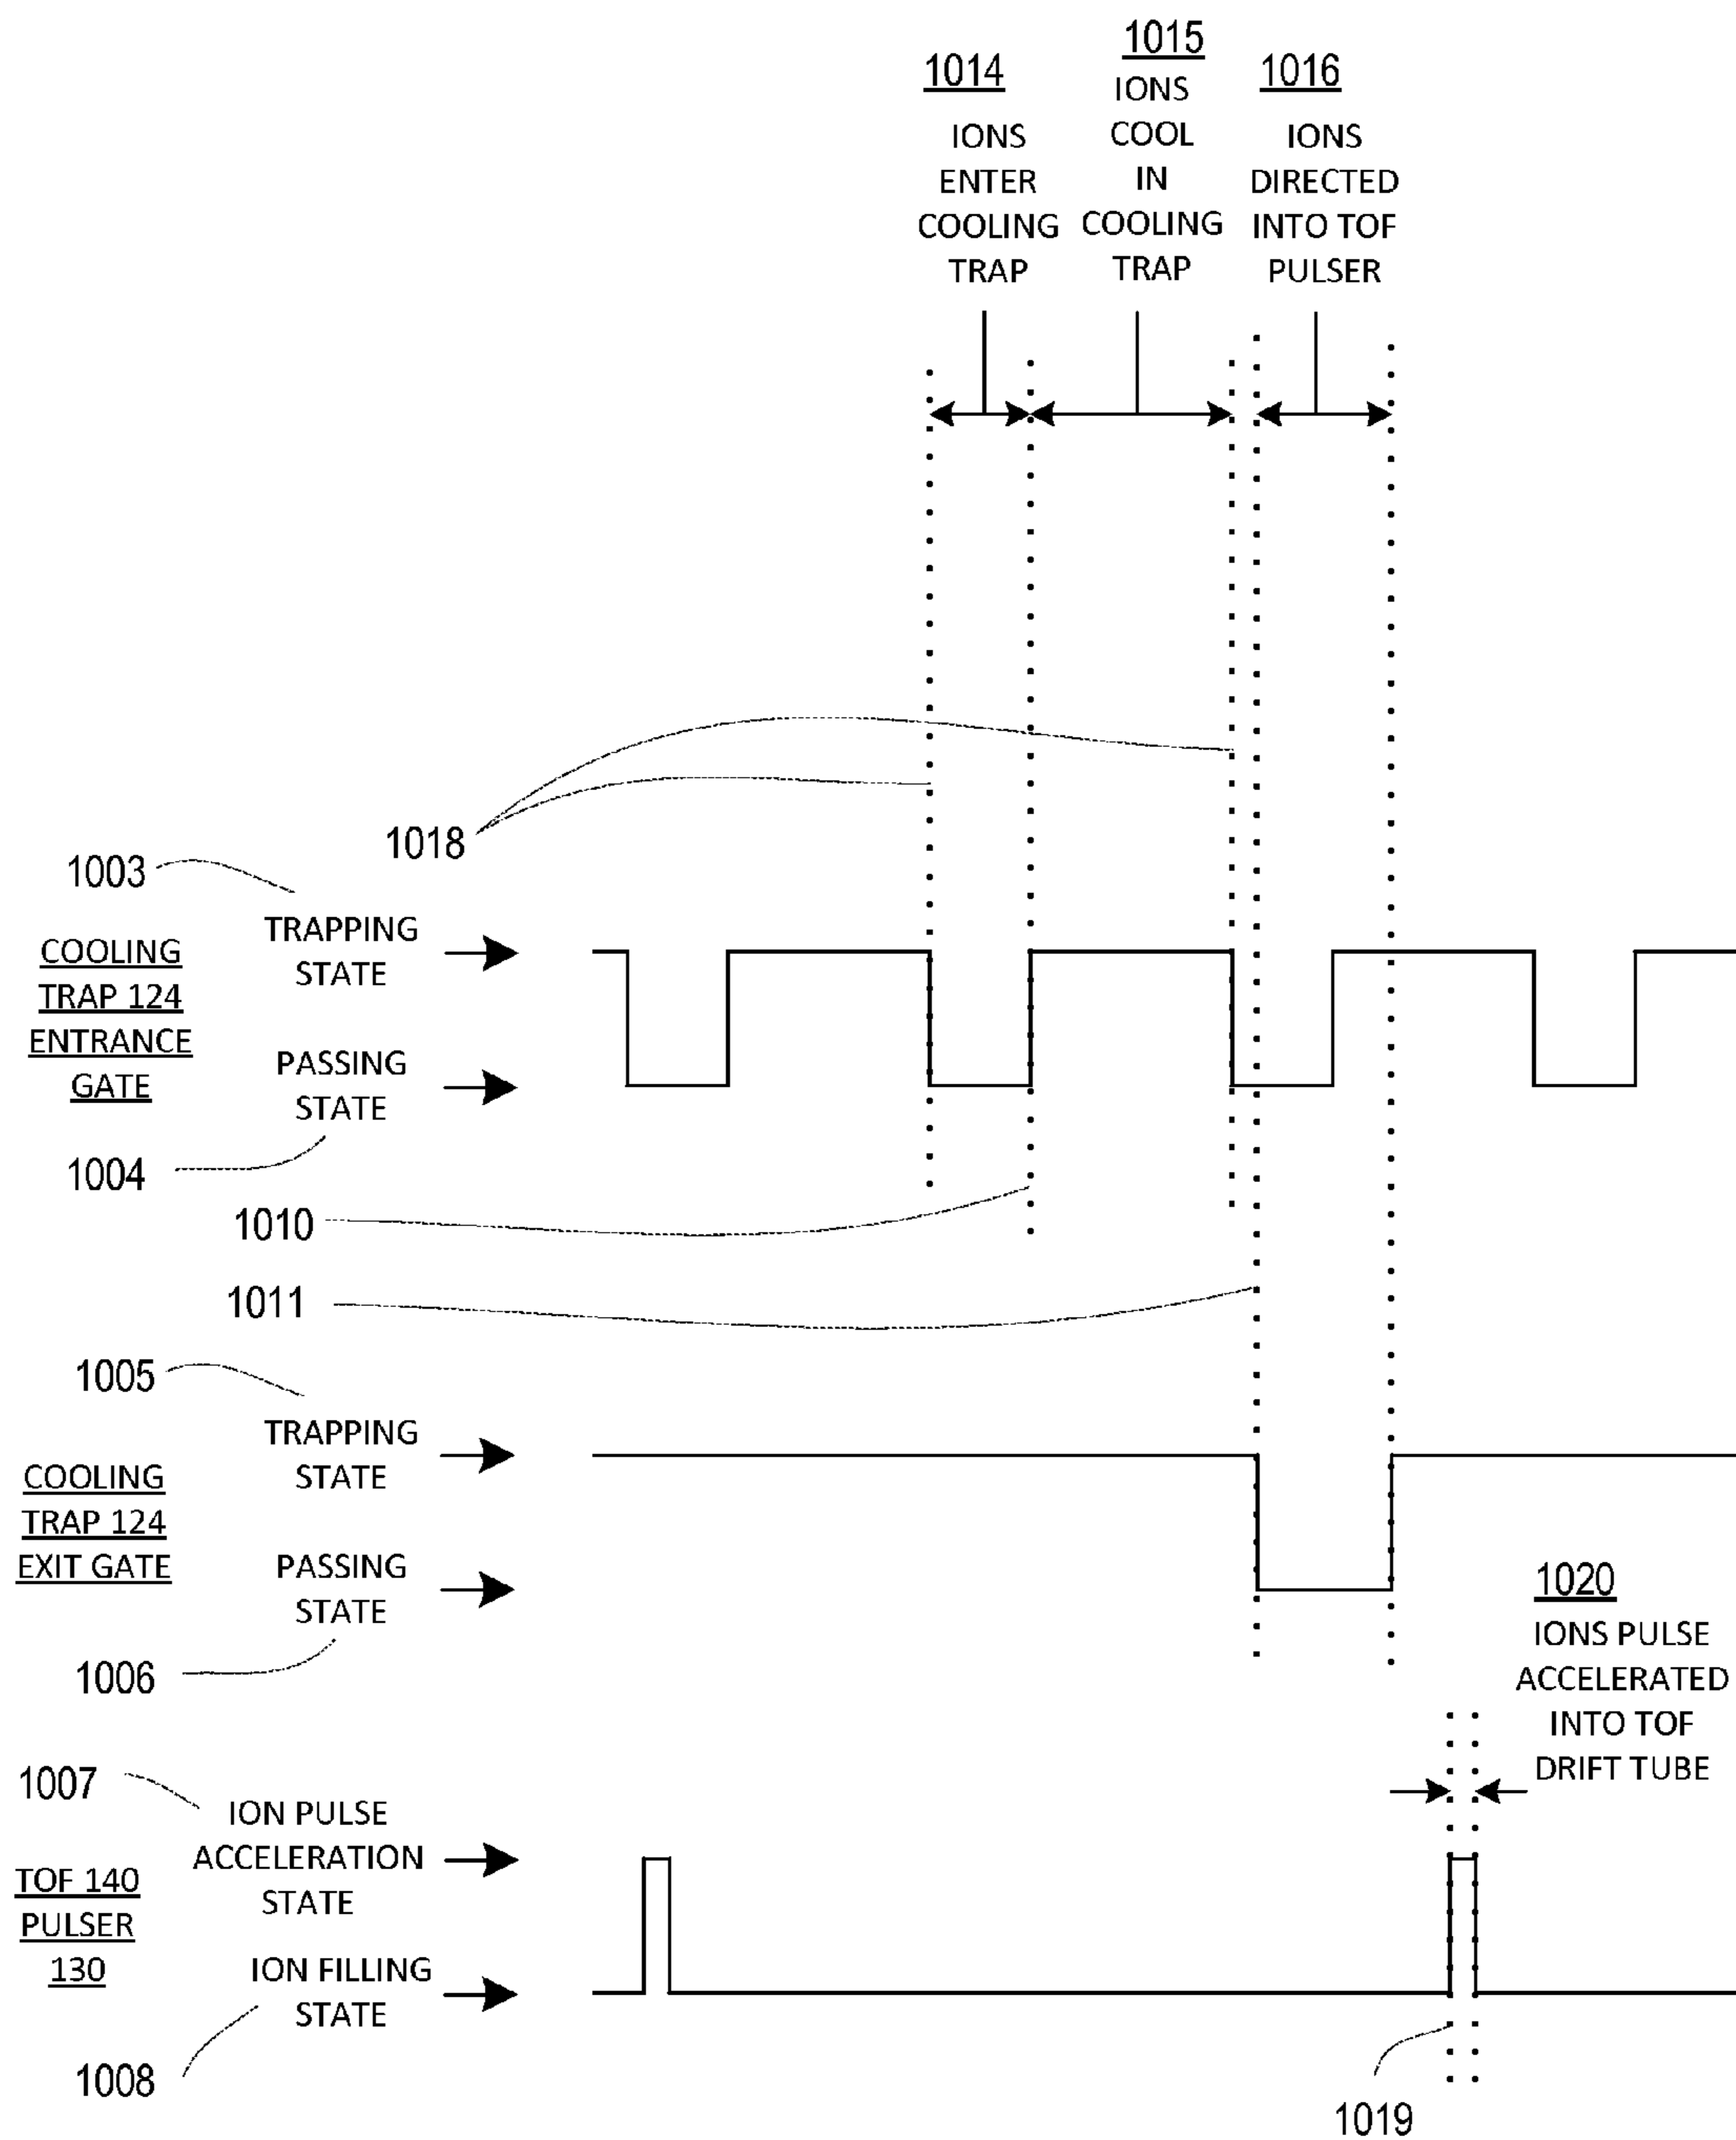 1014
IONS
ENTER
COOLING
TRAP
1015
IONS
COOL
IN
COOLING
TRAP
1016
IONS
DIRECTED
INTO TOF
PULSER
1018
1003
COOLING
TRAP 124
ENTRANCE
GATE
TRAPPING
STATE
PASSING
STATE
1004
1010
1011
1005
COOLING
TRAP 124
EXIT GATE
TRAPPING
STATE
PASSING
STATE
1006
1020
IONS PULSE
ACCELERATED
INTO TOF
DRIFT TUBE
1007
TOF 140
PULSER
130
ION PULSE
ACCELERATION
STATE
ION FILLING
STATE
1008
1019